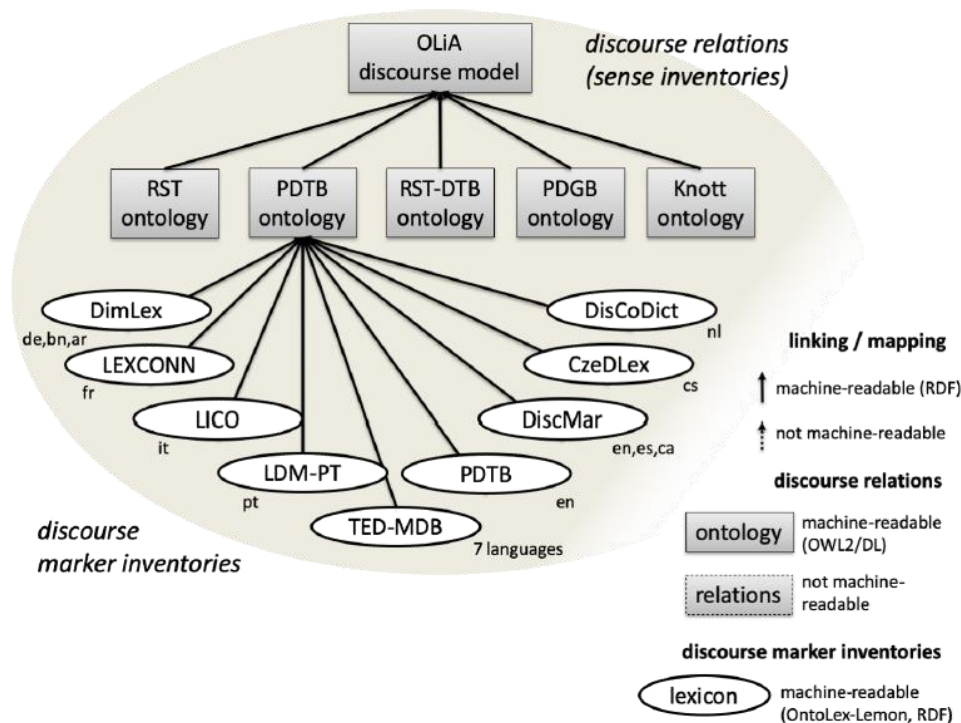 OLiA
discourse model
discourse relations
(sense inventories)
RST
ontology
PDTB
ontology
RST-DTB
ontology
PDGB
ontology
Knott
ontology
DimLex
de,bn,ar
LEXCONN
fr
LICO
it
LDM-PT
pt
TED-MDB
7 languages
PDTB
en
DiscMar
en,es,ca
CzeDLex
cs
DisCoDict
nl
discourse
marker inventories
linking / mapping
machine-readable (RDF)
not machine-readable
discourse relations
ontology
machine-readable
(OWL2/DL)
relations
not machine-
readable
discourse marker inventories
lexicon
machine-readable
(OntoLex-Lemon, RDF)